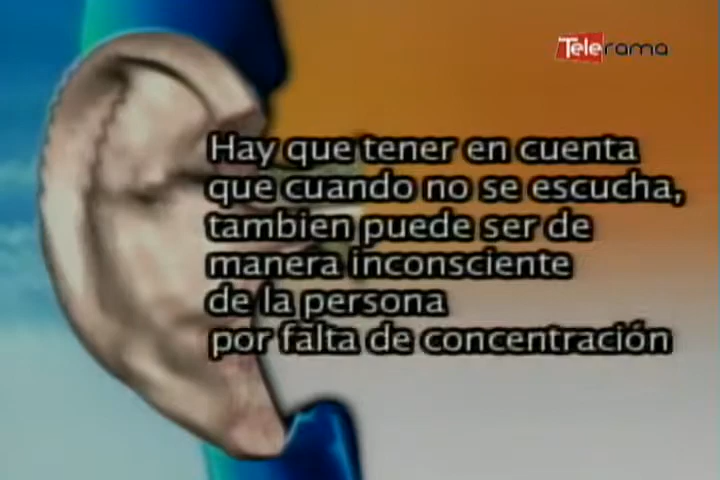 Telerama
Hay que tener en cuenta
que cuando no se escucha,
tambien puede ser de
manera inconsciente
de la persona
por falta de concentración